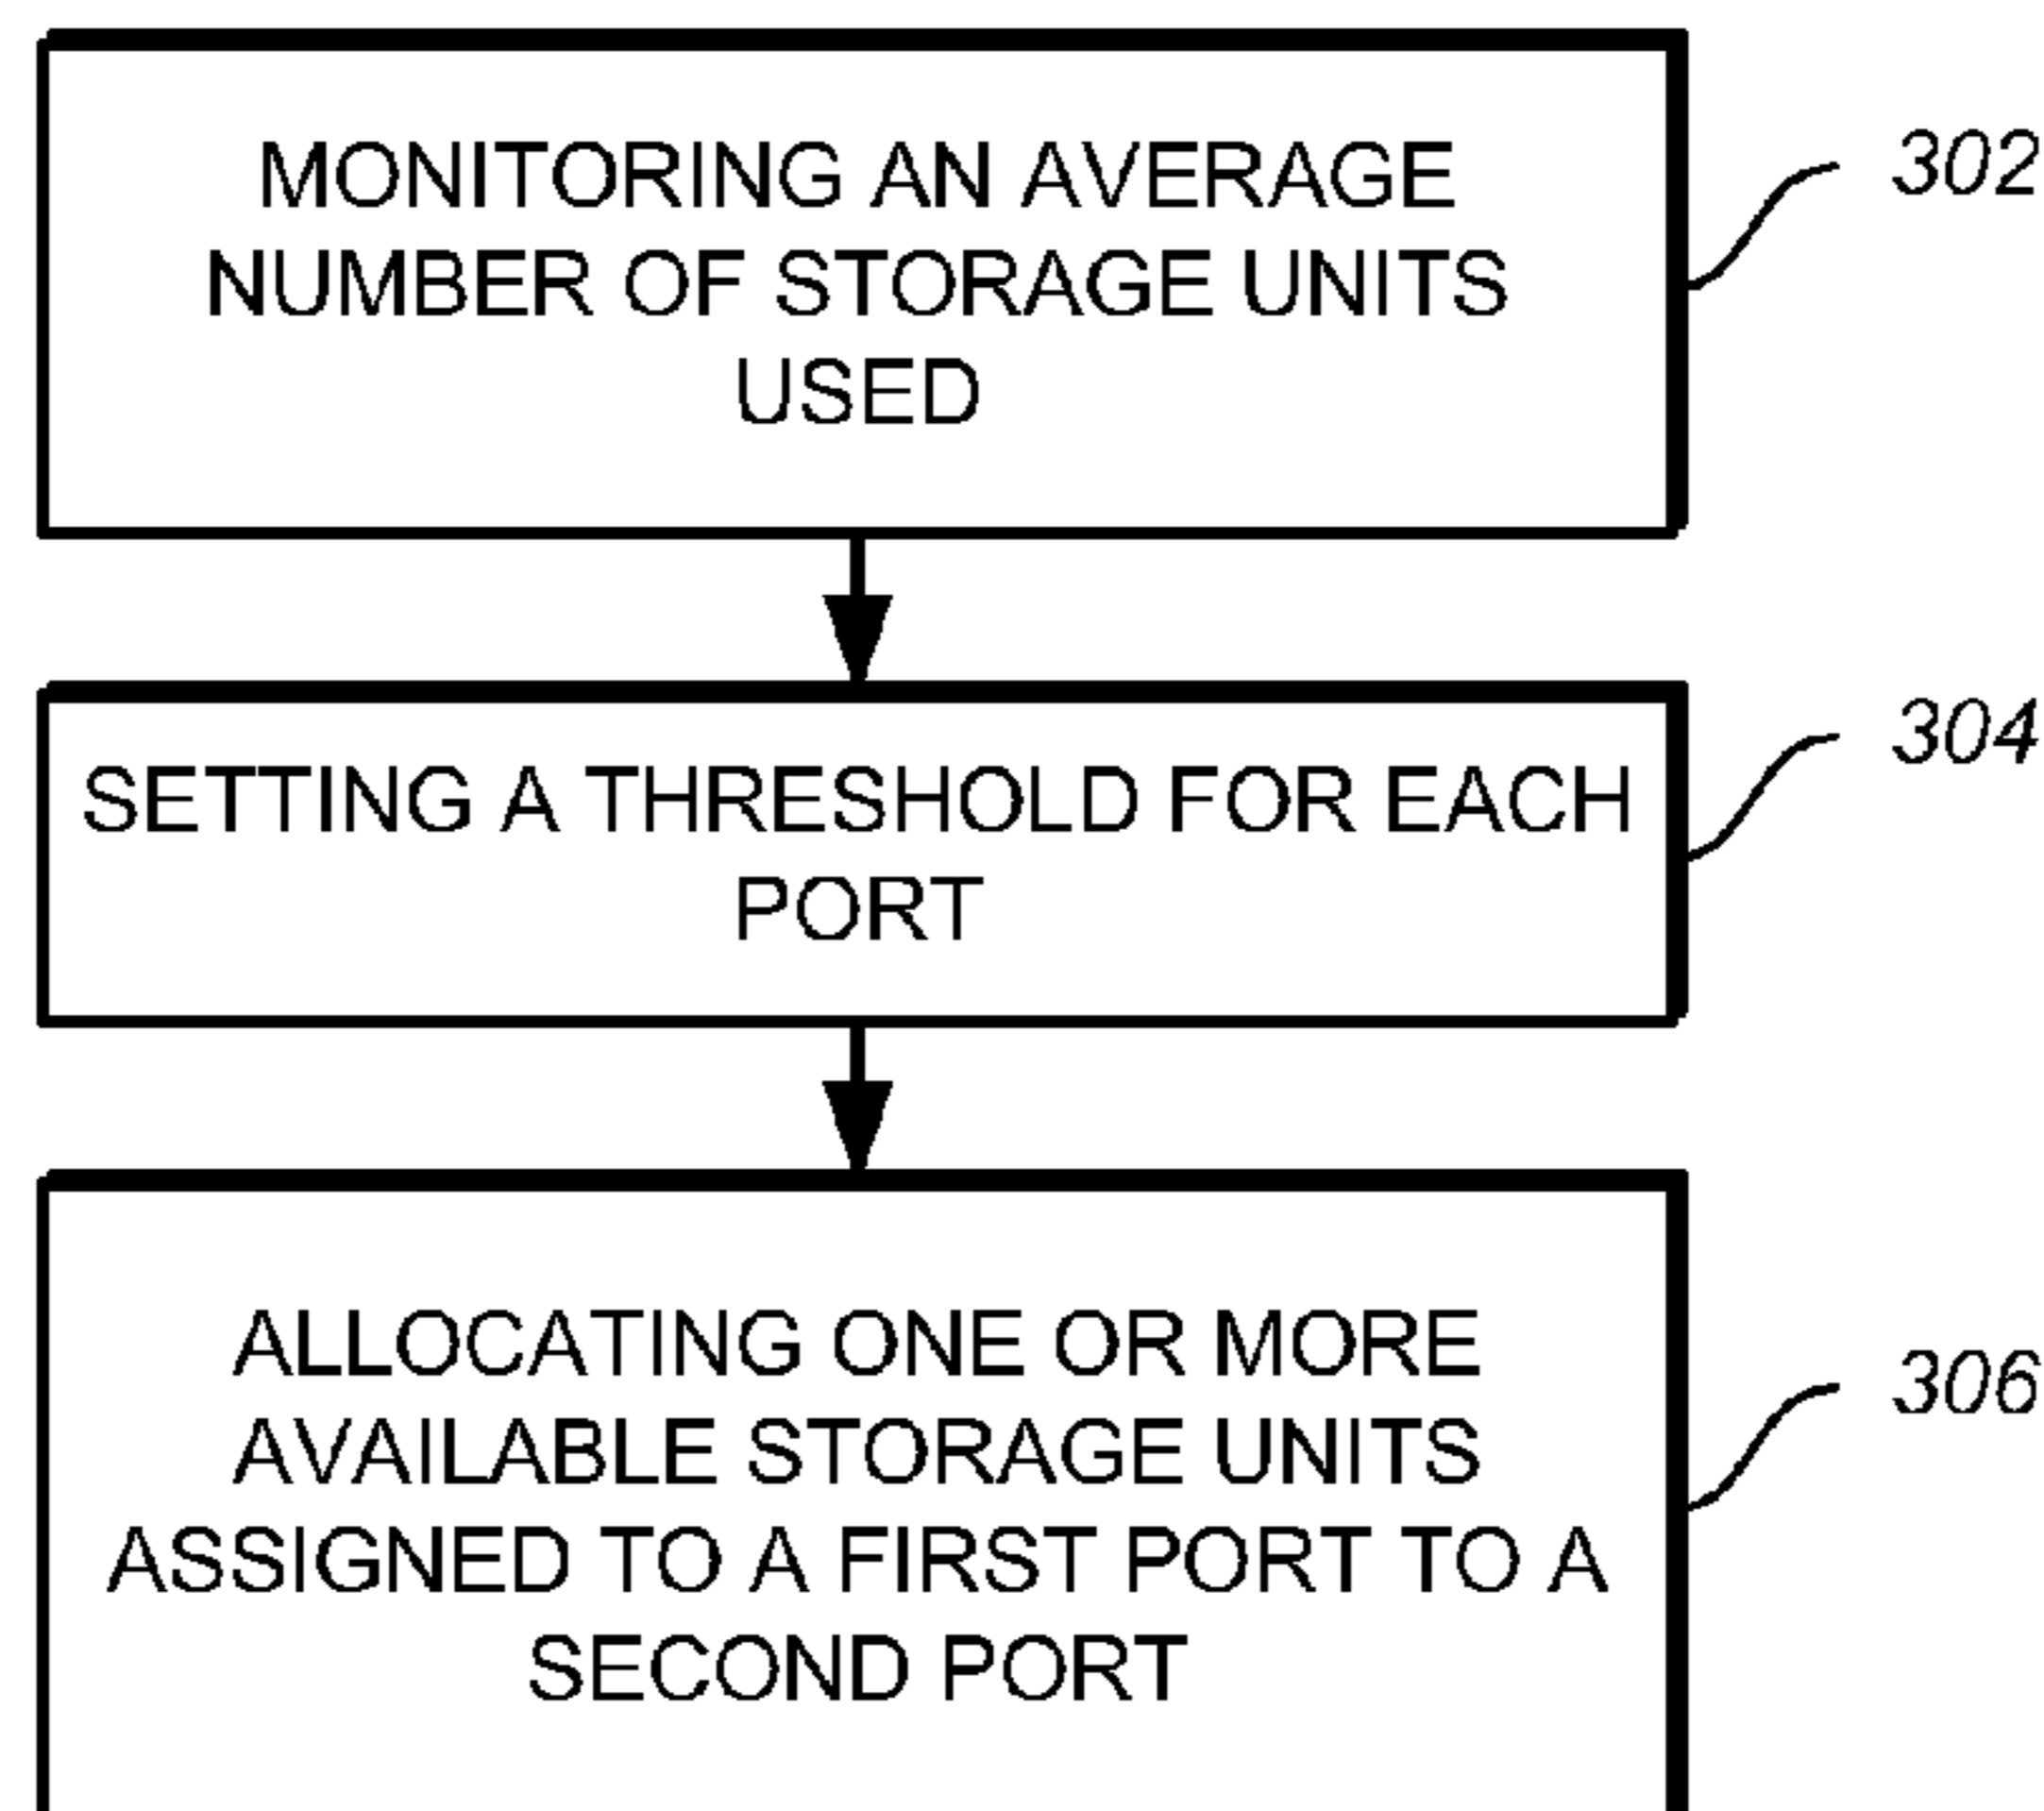 MONITORING AN AVERAGE
NUMBER OF STORAGE UNITS
USED
302
SETTING A THRESHOLD FOR EACH
PORT
304
ALLOCATING ONE OR MORE
AVAILABLE STORAGE UNITS
ASSIGNED TO A FIRST PORT TO A
SECOND PORT
306